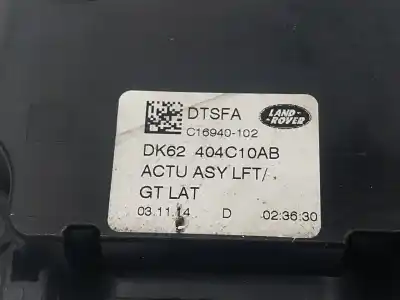 DTSFA
LAND-
ROVER
C16940-102
DK62 404C10AB
ACTU ASY LFT/
GT LAT
03.11.14 D 02:36:30